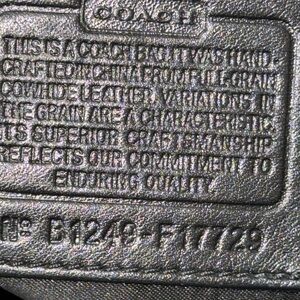 COACH
THIS IS A COACH BAG. IT WAS HAND-
CRAFTED IN CHINA FROM FULL GRAIN
COWHIDE LEATHER. VARIATIONS IN
THE GRAIN ARE A CHARACTERISTIC.
ITS SUPERIOR CRAFTSMANSHIP
REFLECTS OUR COMMITMENT TO
ENDURING QUALITY.
No B1249-F17729